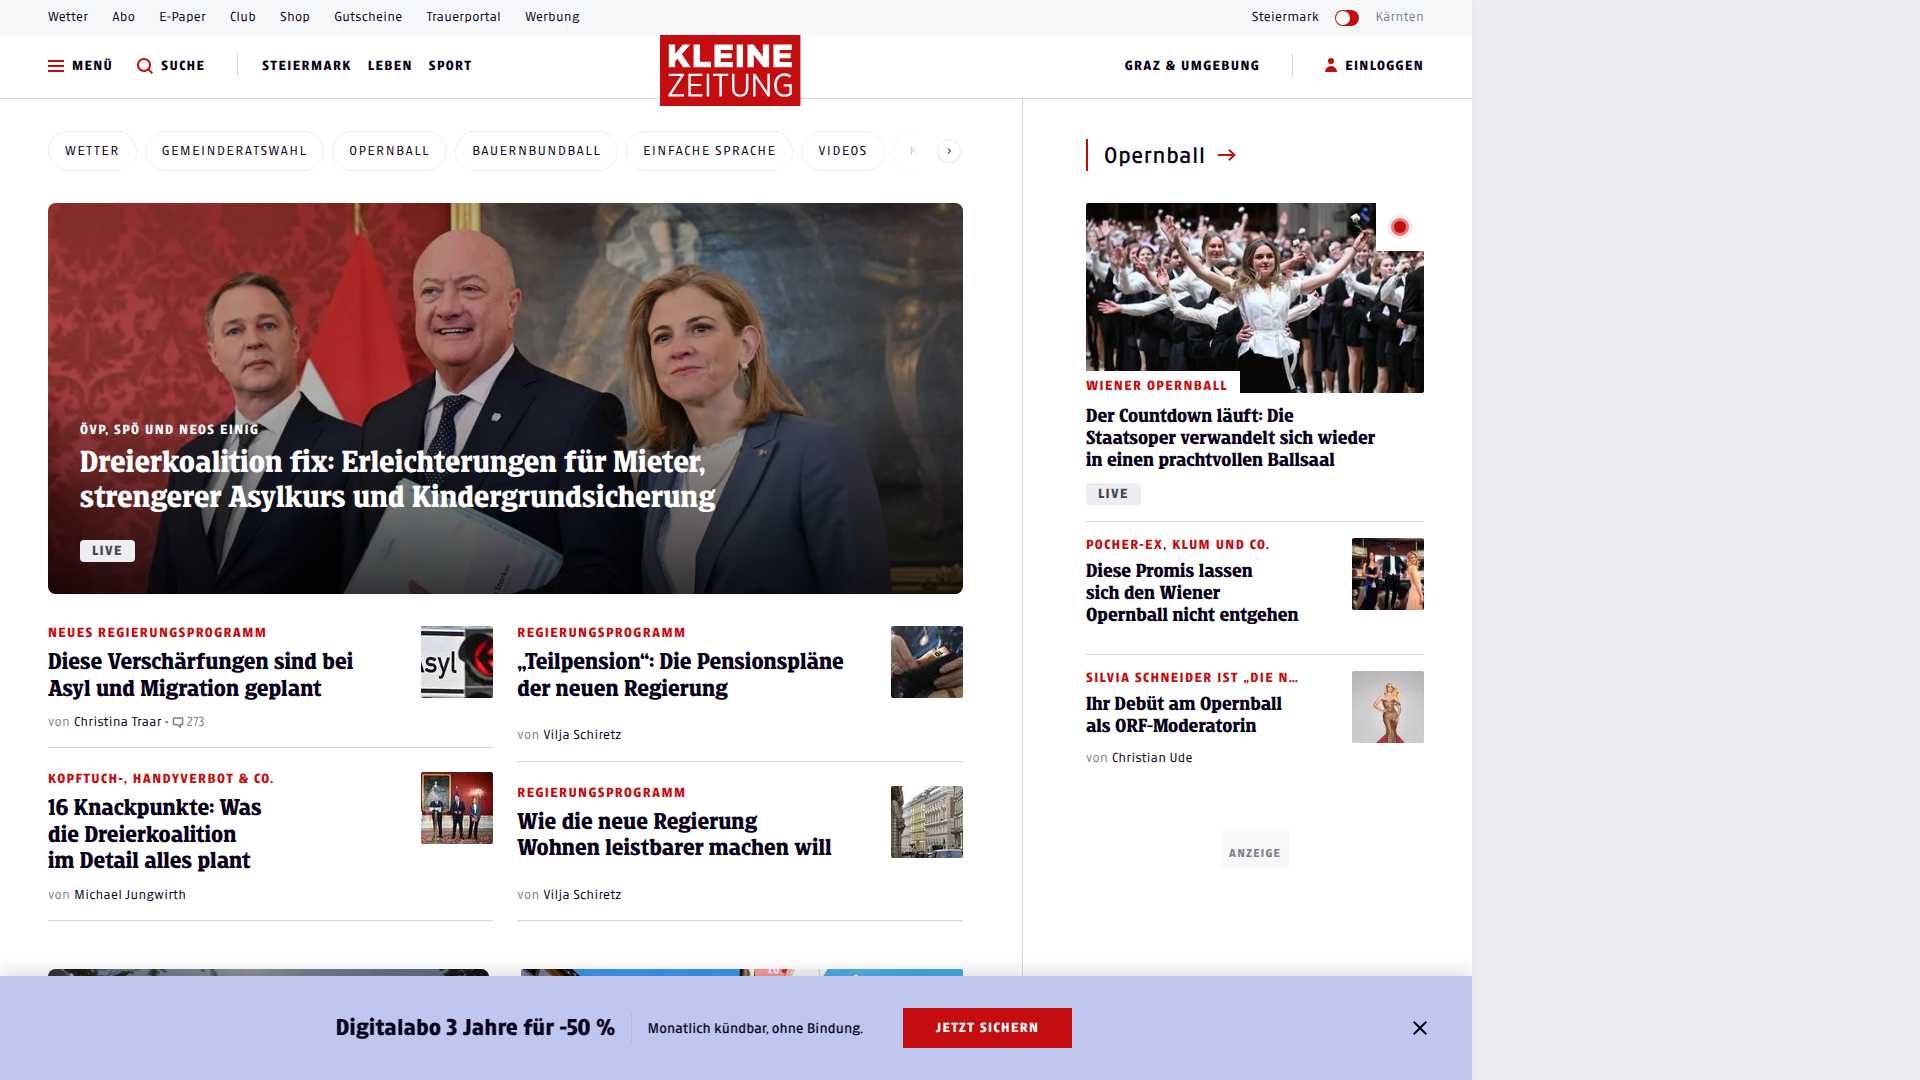 Wetter Abo E-Paper Club Shop Gutscheine Trauerportal Werbung Steiermark Kärnten
MENÜ SUCHE STEIERMARK LEBEN SPORT KLEINE ZEITUNG GRAZ & UMGEBUNG EINLOGGEN
WETTER GEMEINDERATSWAHL OPERNBALL BAUERNBUNDBALL EINFACHE SPRACHE VIDEOS K
ÖVP, SPÖ UND NEOS EINIG
Dreierkoalition fix: Erleichterungen für Mieter,
strengerer Asylkurs und Kindergrundsicherung
LIVE
NEUES REGIERUNGSPROGRAMM
Diese Verschärfungen sind bei
Asyl und Migration geplant
von Christina Traar • 273
Asyl
REGIERUNGSPROGRAMM
„Teilpension“: Die Pensionspläne
der neuen Regierung
von Vilja Schiretz
KOPFTUCH-, HANDYVERBOT & CO.
16 Knackpunkte: Was
die Dreierkoalition
im Detail alles plant
von Michael Jungwirth
REGIERUNGSPROGRAMM
Wie die neue Regierung
Wohnen leistbarer machen will
von Vilja Schiretz
Opernball
WIENER OPERNBALL
Der Countdown läuft: Die
Staatsoper verwandelt sich wieder
in einen prachtvollen Ballsaal
LIVE
POCHER-EX, KLUM UND CO.
Diese Promis lassen
sich den Wiener
Opernball nicht entgehen
SILVIA SCHNEIDER IST „DIE N...
Ihr Debüt am Opernball
als ORF-Moderatorin
von Christian Ude
ANZEIGE
Digitalabo 3 Jahre für -50 %
Monatlich kündbar, ohne Bindung.
JETZT SICHERN